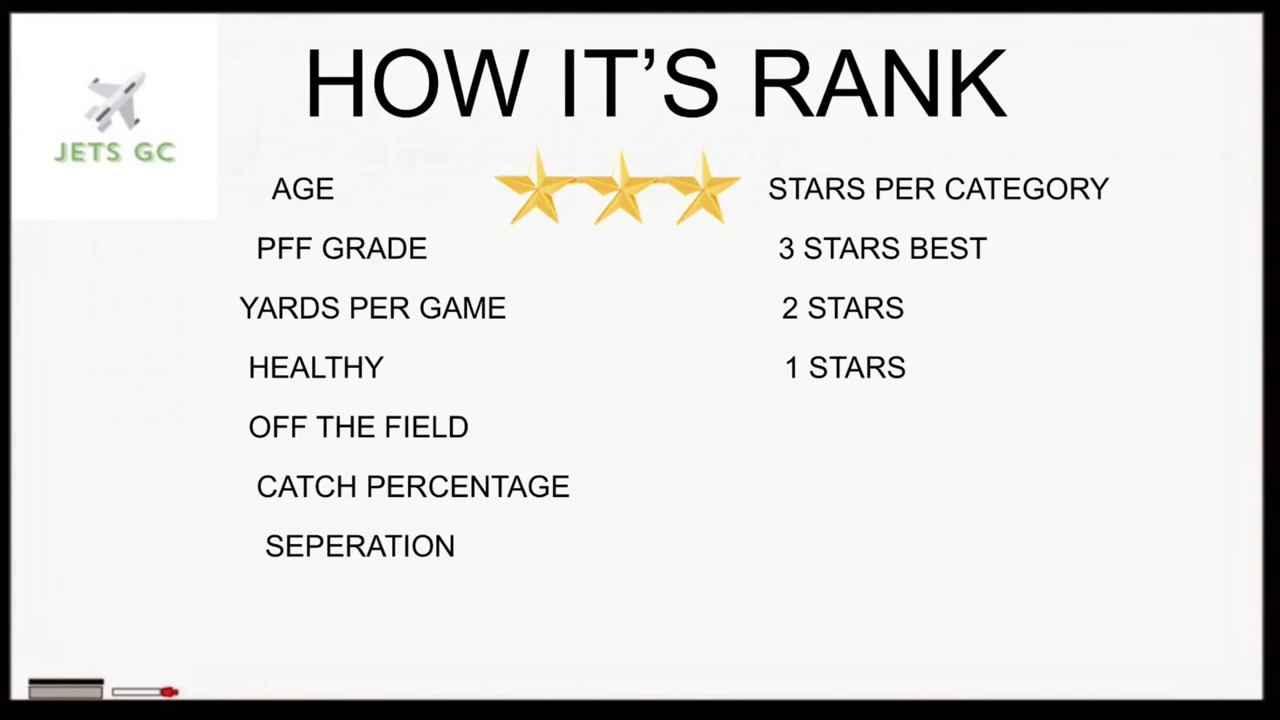 HOW IT'S RANK
JETS GC
AGE
STARS PER CATEGORY
PFF GRADE
3 STARS BEST
YARDS PER GAME
2 STARS
HEALTHY
1 STARS
OFF THE FIELD
CATCH PERCENTAGE
SEPERATION